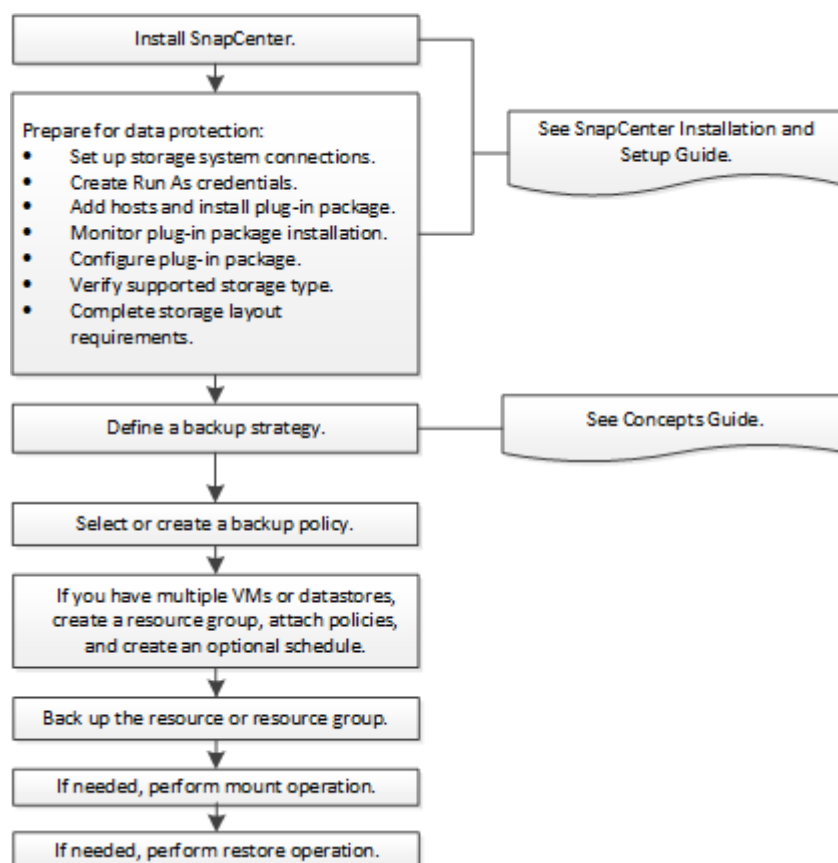 Install SnapCenter.
Prepare for data protection:
• Set up storage system connections.
• Create Run As credentials.
• Add hosts and install plug-in package.
• Monitor plug-in package installation.
• Configure plug-in package.
• Verify supported storage type.
• Complete storage layout
requirements.
See SnapCenter Installation and
Setup Guide.
Define a backup strategy.
See Concepts Guide.
Select or create a backup policy.
If you have multiple VMs or datastores,
create a resource group, attach policies,
and create an optional schedule.
Back up the resource or resource group.
If needed, perform mount operation.
If needed, perform restore operation.